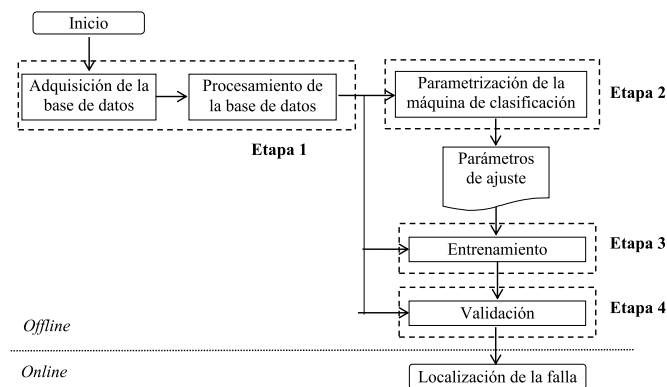 Inicio
Adquisición de la
base de datos
Procesamiento de
la base de datos
Etapa 1
Parametrización de la
máquina de clasificación
Etapa 2
Parámetros
de ajuste
Entrenamiento
Etapa 3
Validación
Etapa 4
Offline
Online
Localización de la falla